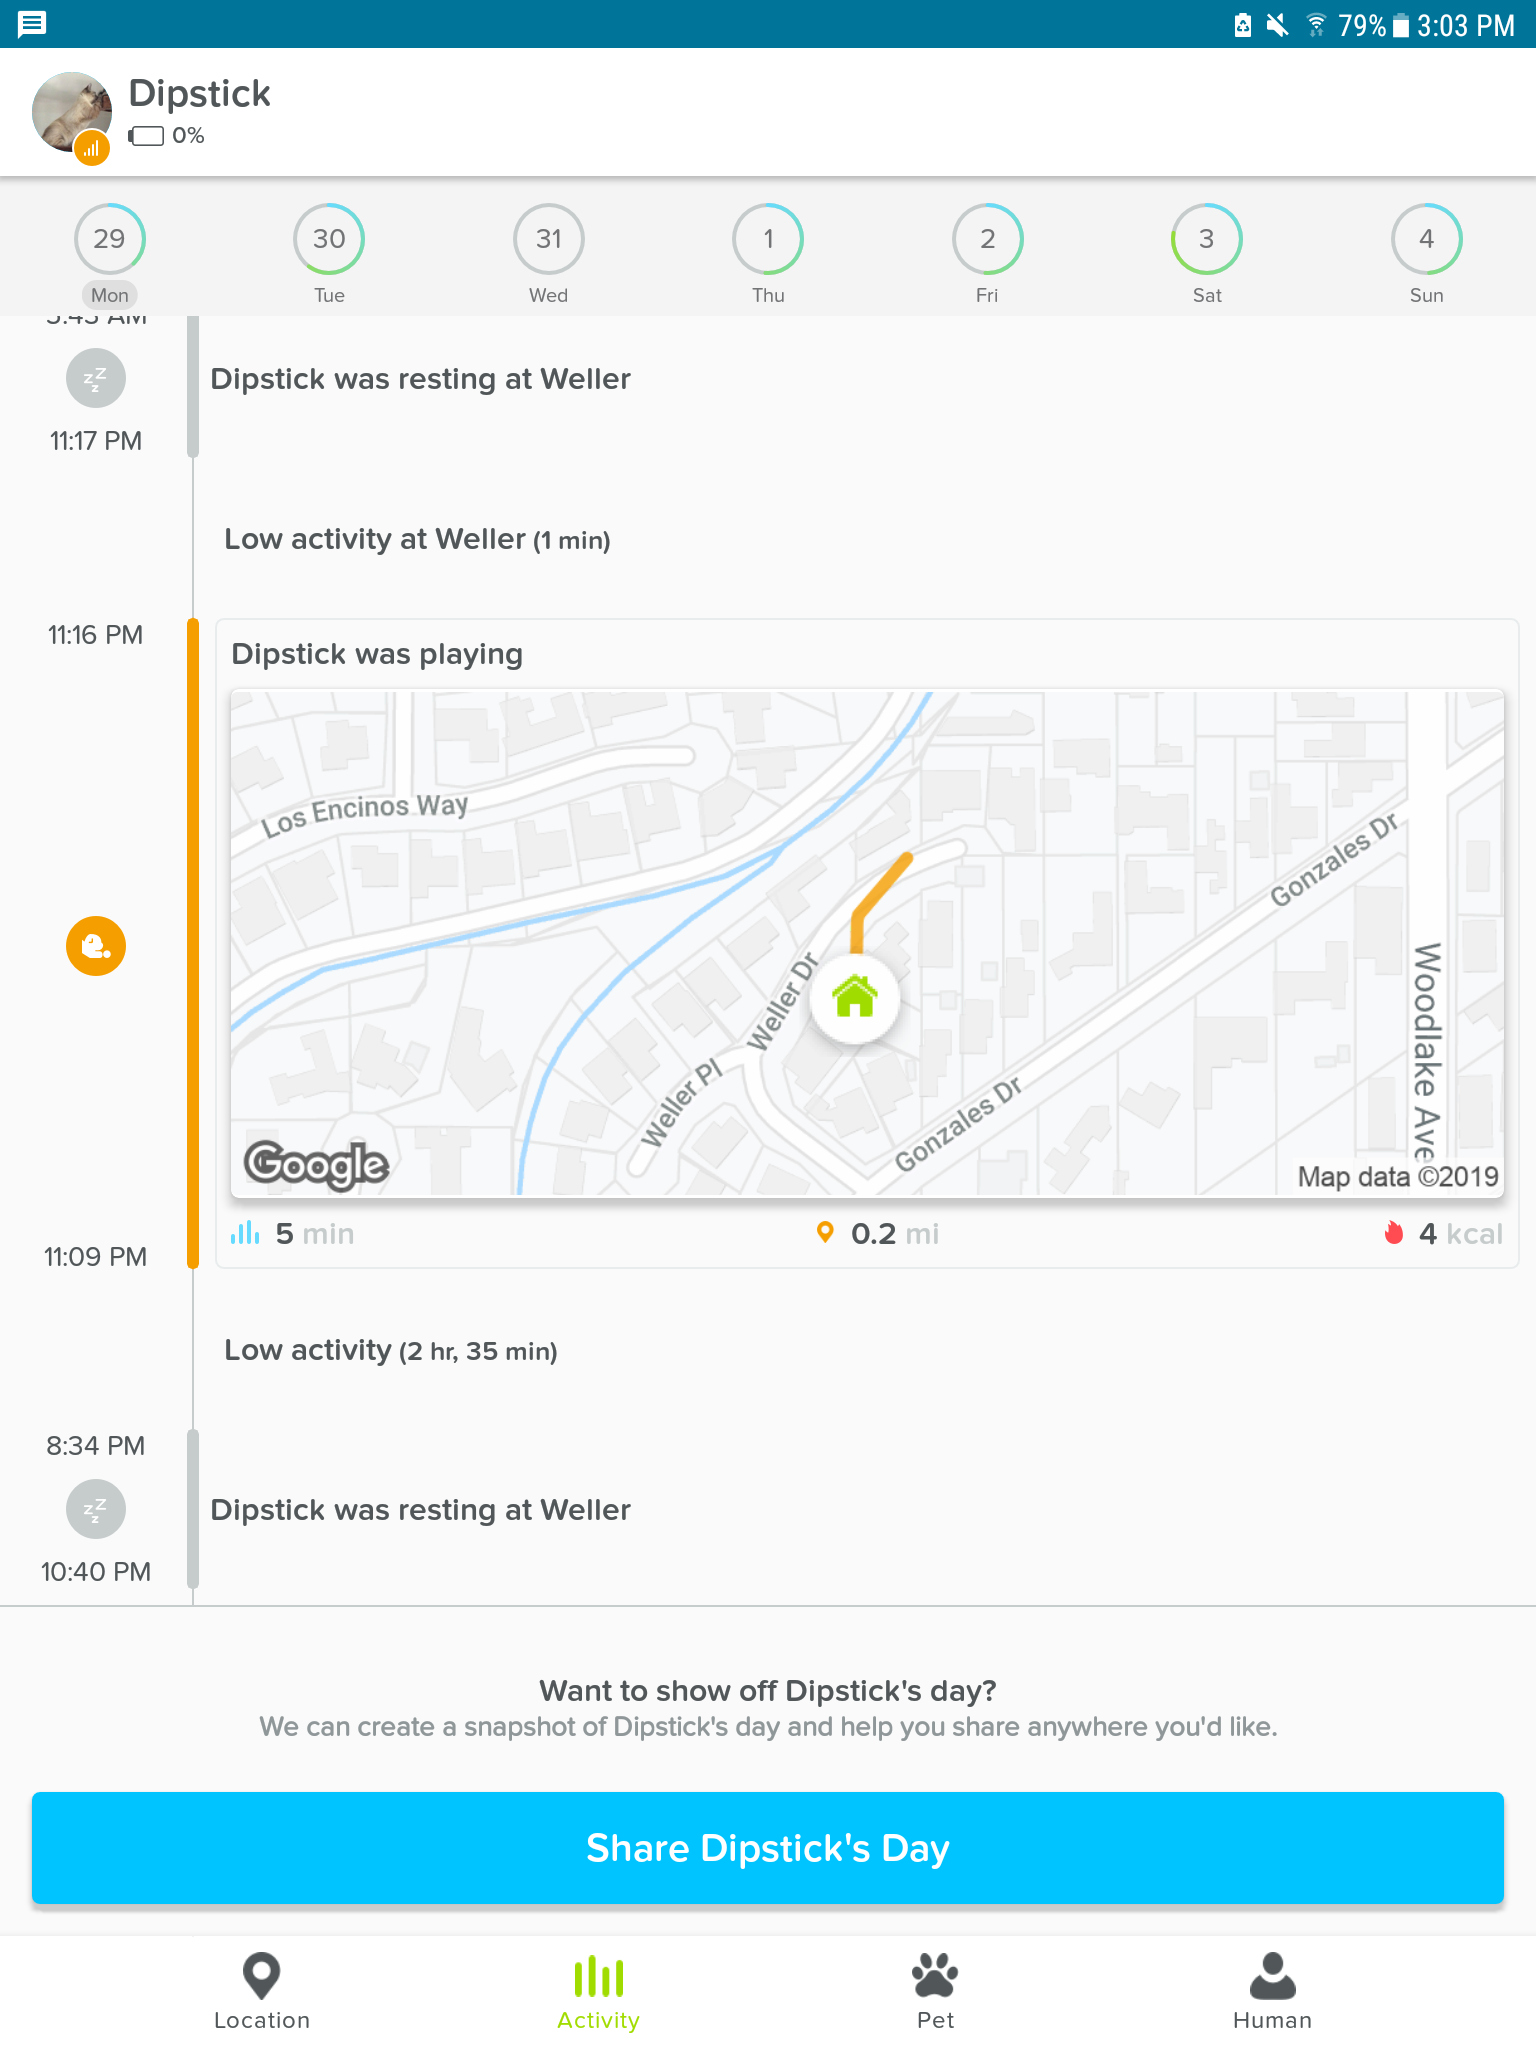 79% 3:03 PM
Dipstick
0%
29 30 31 1 2 3 4
Mon Tue Wed Thu Fri Sat Sun
Dipstick was resting at Weller
11:17 PM
Low activity at Weller (1 min)
11:16 PM
Dipstick was playing
Los Encinos Way
Gonzales Dr
Weller Dr
Woodlake Ave
Weller Pl
Gonzales Dr
Google
Map data ©2019
5 min 0.2 mi 4 kcal
11:09 PM
Low activity (2 hr, 35 min)
8:34 PM
zzz
Dipstick was resting at Weller
10:40 PM
Want to show off Dipstick's day?
We can create a snapshot of Dipstick's day and help you share anywhere you'd like.
Share Dipstick's Day
Location Activity Pet Human